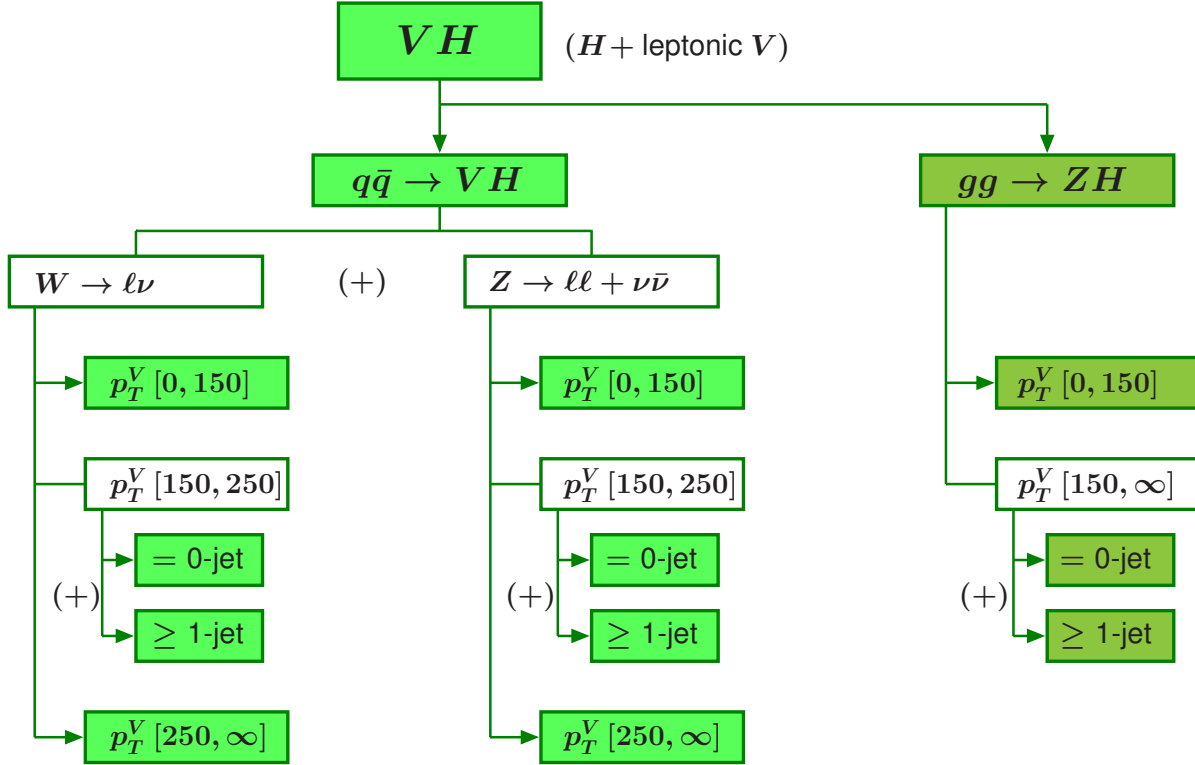 VH (H + leptonic V)
qq̄ → VH
gg → ZH
W → ℓν (+) Z → ℓℓ + νν̄
p_T^V [0, 150]
p_T^V [0, 150]
p_T^V [0, 150]
p_T^V [150, 250]
p_T^V [150, 250]
p_T^V [150, ∞]
= 0-jet
= 0-jet
= 0-jet
(+)
(+)
(+)
≥ 1-jet
≥ 1-jet
≥ 1-jet
p_T^V [250, ∞]
p_T^V [250, ∞]